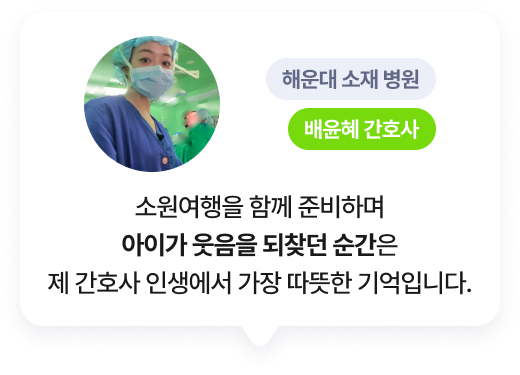 해운대 소재 병원
배윤혜 간호사
소원여행을 함께 준비하며
아이가 웃음을 되찾던 순간은
제 간호사 인생에서 가장 따뜻한 기억입니다.